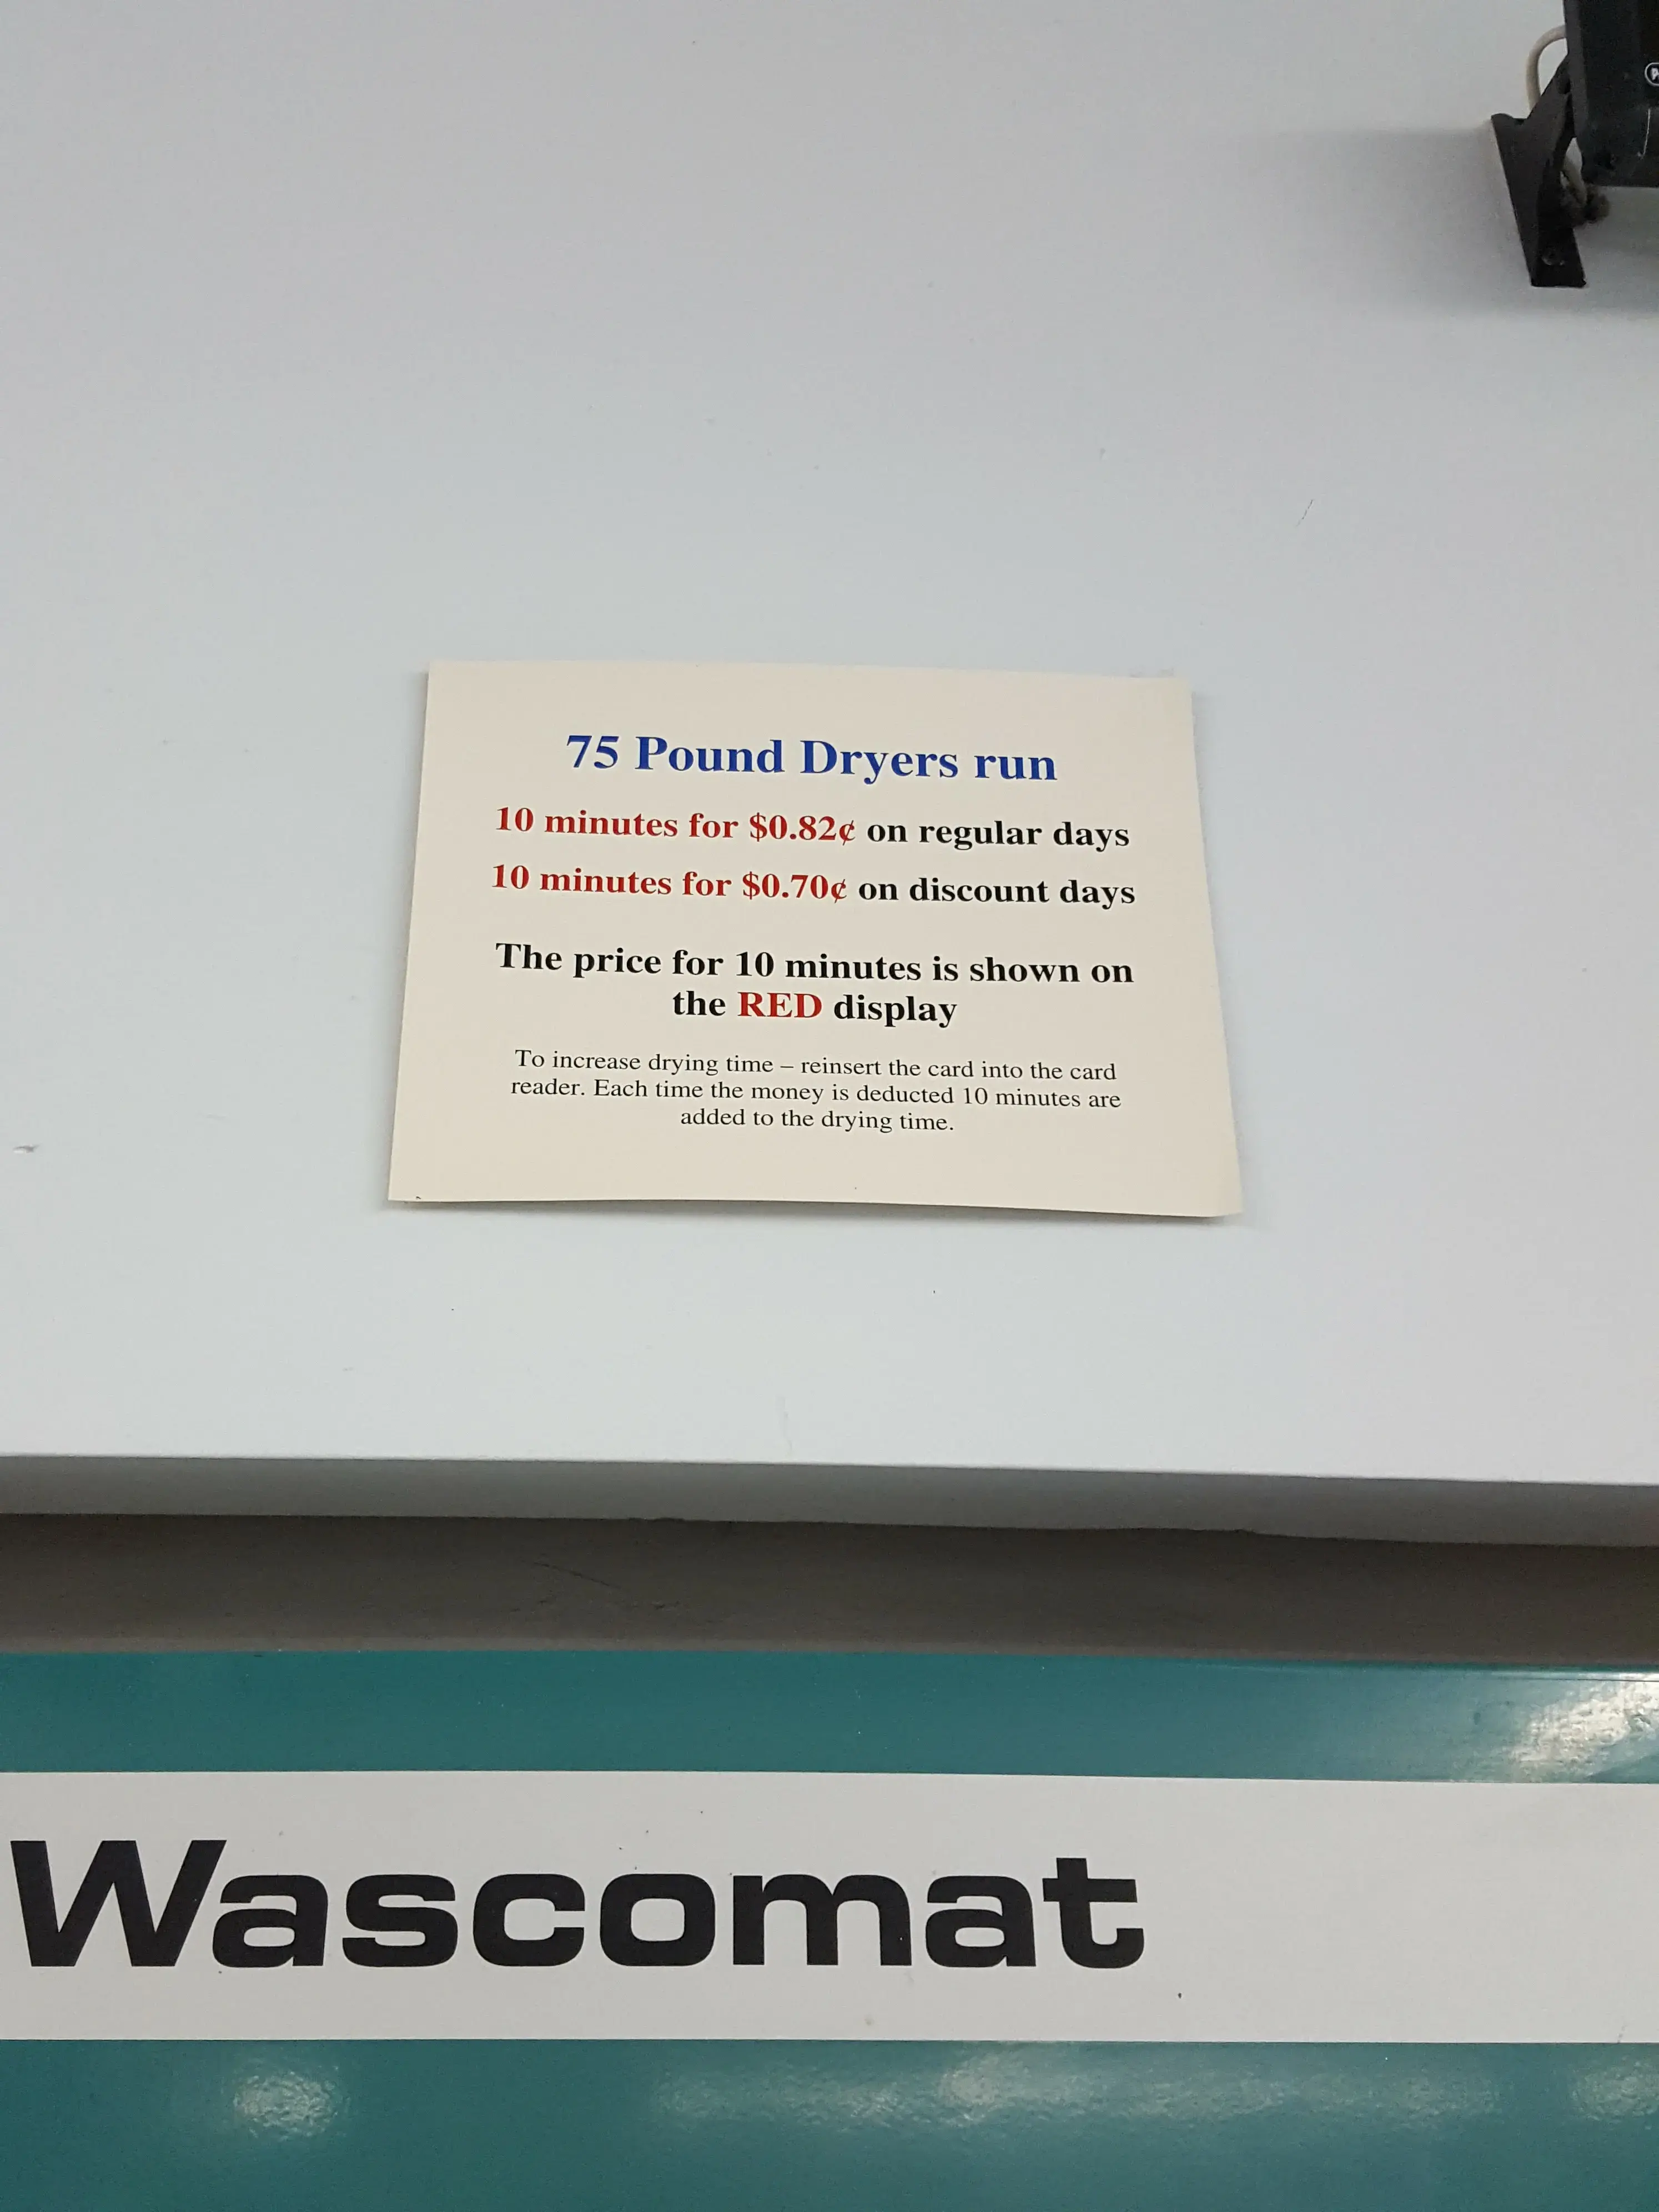 75 Pound Dryers run
10 minutes for $0.82¢ on regular days
10 minutes for $0.70¢ on discount days
The price for 10 minutes is shown on
the RED display
To increase drying time – reinsert the card into the card
reader. Each time the money is deducted 10 minutes are
added to the drying time.
Wascomat